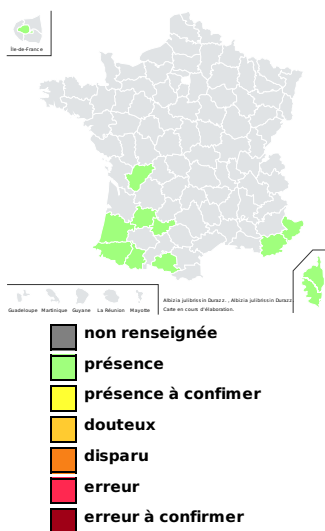 Île-de-France
Guadeloupe Martinique Guyane La Réunion Mayotte
Albizia julibrissin Durazz. , Albizia julibrissin Durazz
Carte en cours d'élaboration.
non renseignée
présence
présence à confimer
douteux
disparu
erreur
erreur à confirmer